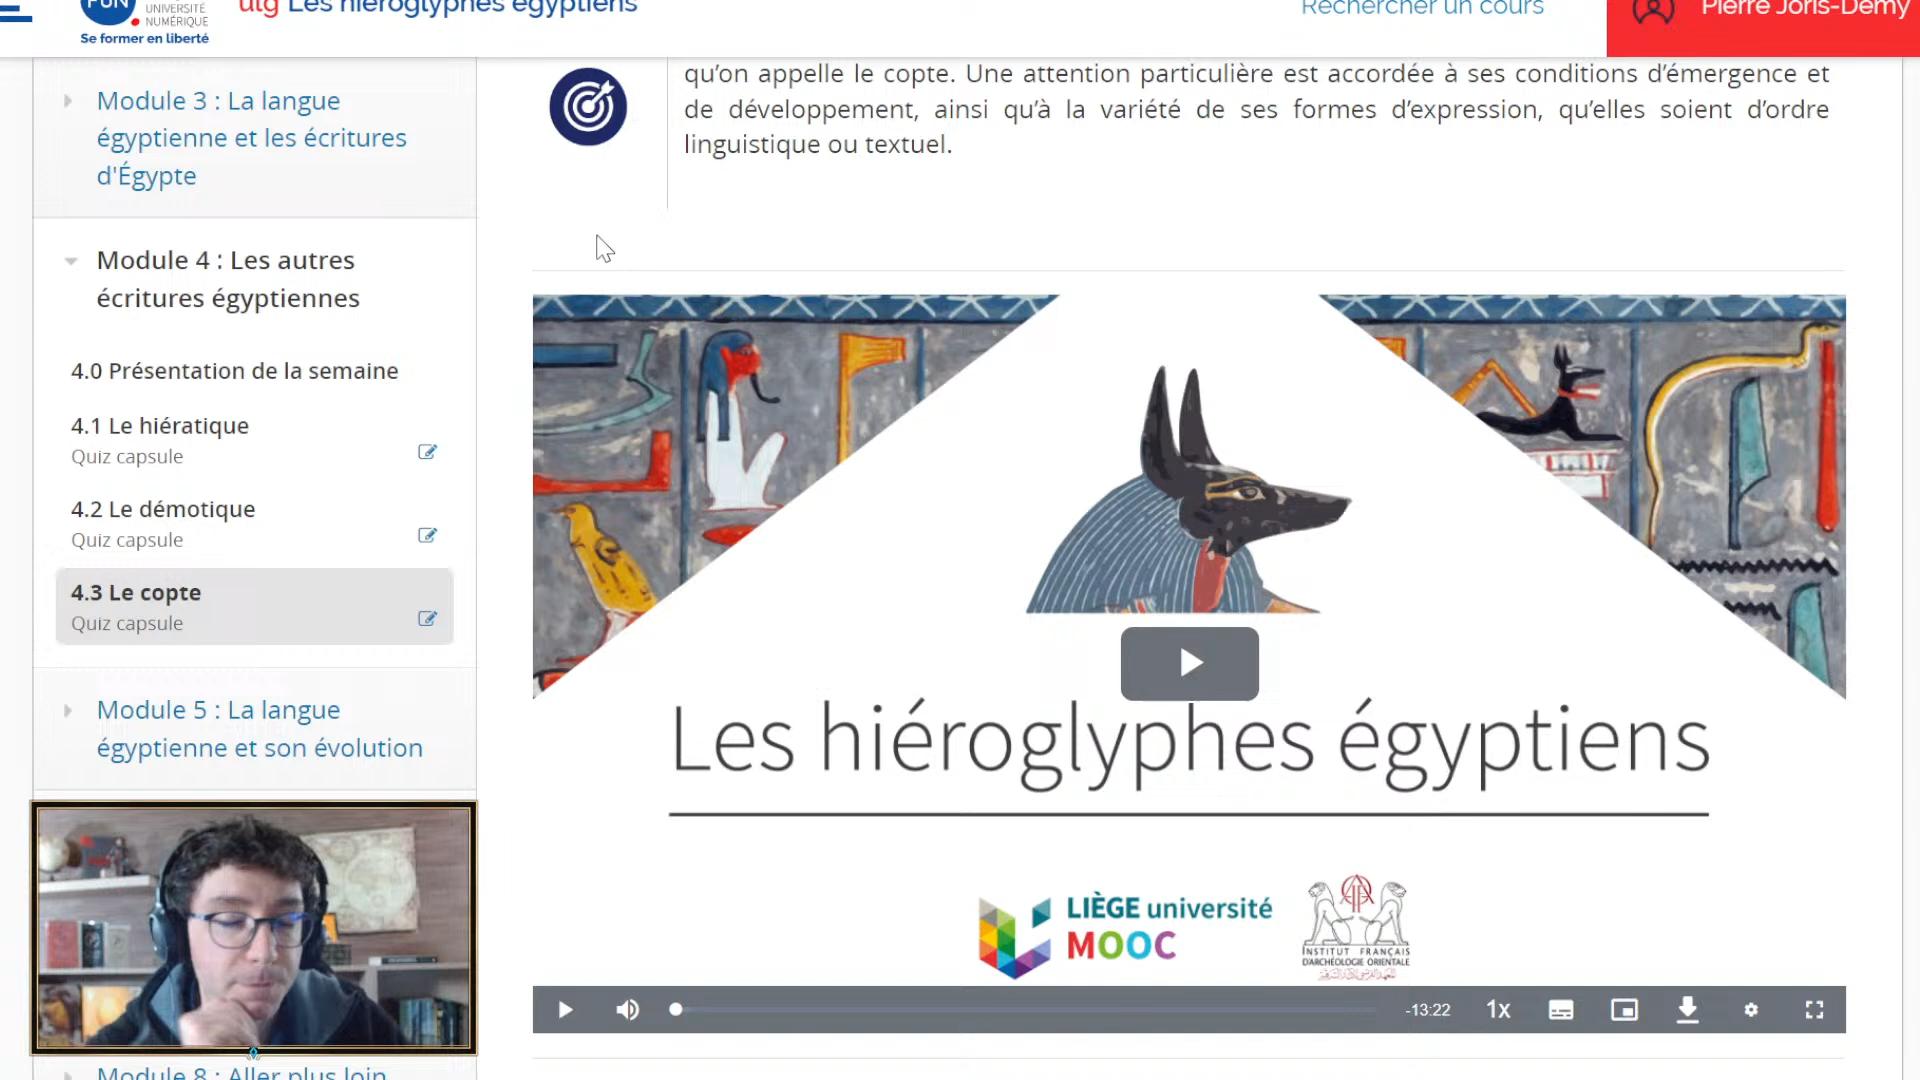 FUN
UNIVERSITÉ
NUMÉRIQUE
Se former en liberté
ulg Les hiéroglyphes égyptiens
Rechercher un cours
Pierre Joris-Demy
Module 3 : La langue
égyptienne et les écritures
d'Égypte
Module 4 : Les autres
écritures égyptiennes
4.0 Présentation de la semaine
4.1 Le hiératique
Quiz capsule
4.2 Le démotique
Quiz capsule
4.3 Le copte
Quiz capsule
Module 5 : La langue
égyptienne et son évolution
Module 8 : Aller plus loin
qu’on appelle le copte. Une attention particulière est accordée à ses conditions d’émergence et
de développement, ainsi qu’à la variété de ses formes d’expression, qu’elles soient d’ordre
linguistique ou textuel.
Les hiéroglyphes égyptiens
LIÈGE université
MOOC
INSTITUT FRANÇAIS
D'ARCHÉOLOGIE ORIENTALE
-13:22
1x